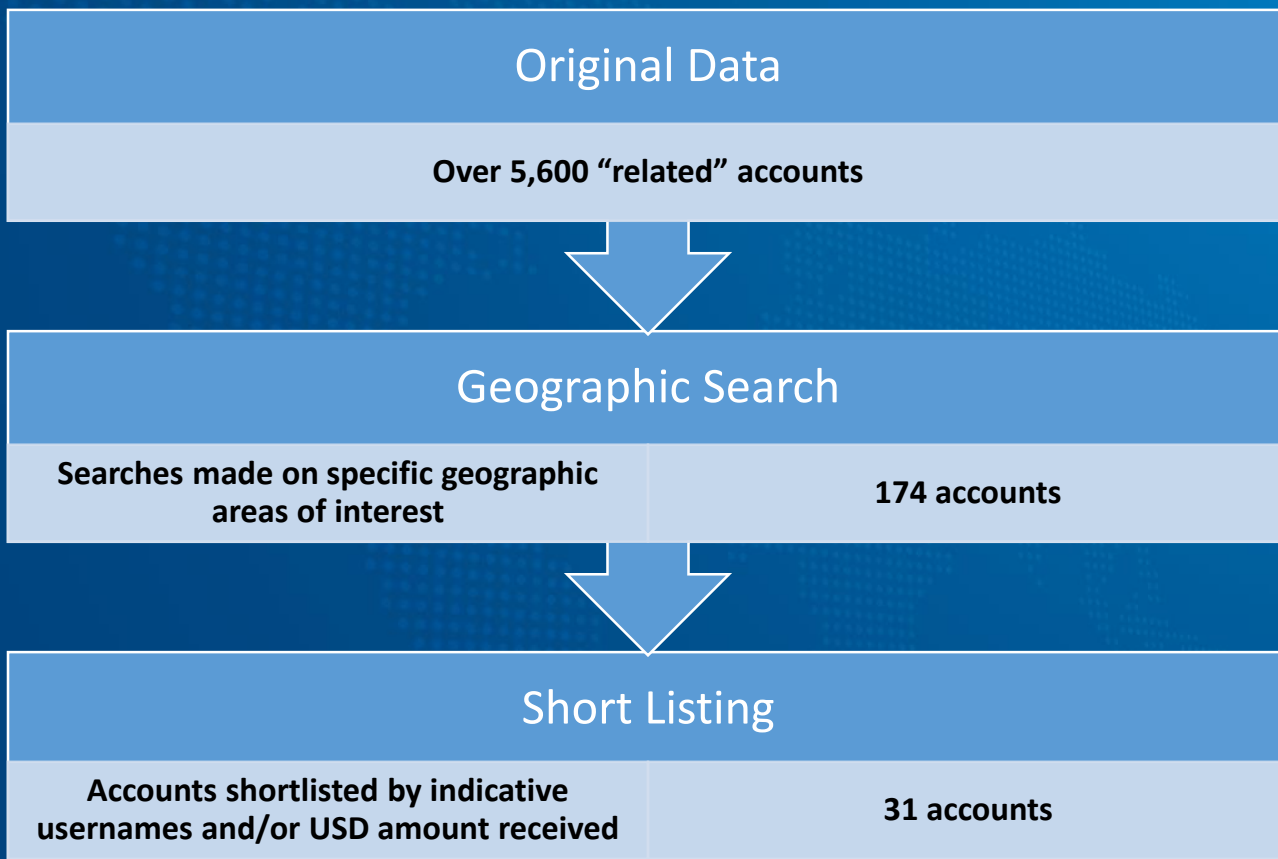 Original Data
Over 5,600 “related” accounts
Geographic Search
Searches made on specific geographic
areas of interest
174 accounts
Short Listing
Accounts shortlisted by indicative
usernames and/or USD amount received
31 accounts